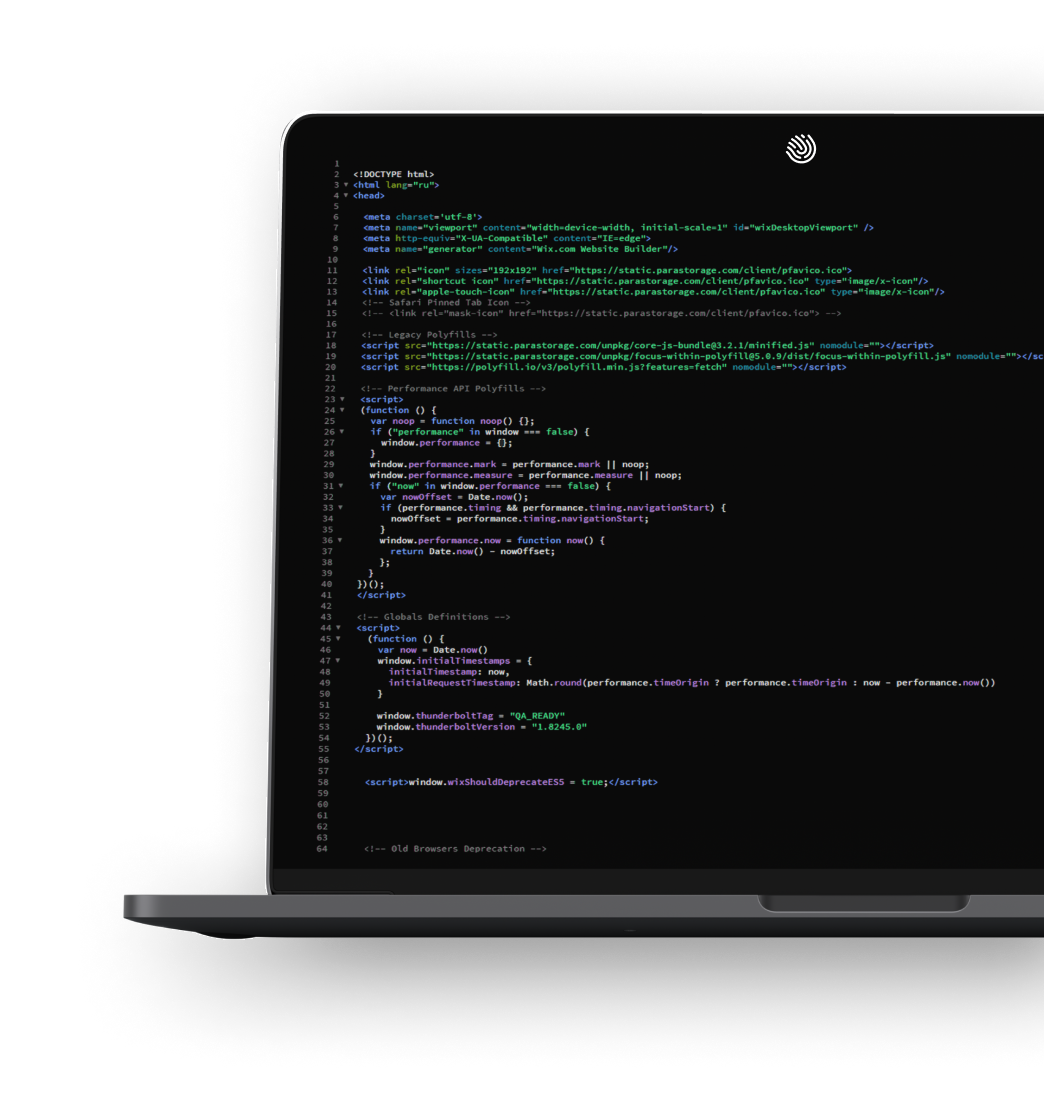 1
2 <!DOCTYPE html>
3 ▼ <html lang="ru">
4 ▼ <head>
5
6 <meta charset='utf-8'>
7 <meta name="viewport" content="width=device-width, initial-scale=1" id="wixDesktopViewport" />
8 <meta http-equiv="X-UA-Compatible" content="IE=edge">
9 <meta name="generator" content="Wix.com Website Builder"/>
10
11 <link rel="icon" sizes="192x192" href="https://static.parastorage.com/client/pfavico.ico">
12 <link rel="shortcut icon" href="https://static.parastorage.com/client/pfavico.ico" type="image/x-icon"/>
13 <link rel="apple-touch-icon" href="https://static.parastorage.com/client/pfavico.ico" type="image/x-icon"/>
14 <!-- Safari Pinned Tab Icon -->
15 <!-- <link rel="mask-icon" href="https://static.parastorage.com/client/pfavico.ico"> -->
16
17 <!-- Legacy Polyfills -->
18 <script src="https://static.parastorage.com/unpkg/core-js-bundle@3.2.1/minified.js" nomodule=""></script>
19 <script src="https://static.parastorage.com/unpkg/focus-within-polyfill@5.0.9/dist/focus-within-polyfill.js" nomodule=""></sc
20 <script src="https://polyfill.io/v3/polyfill.min.js?features=fetch" nomodule=""></script>
21
22 <!-- Performance API Polyfills -->
23 ▼ <script>
24 ▼ (function () {
25 var noop = function noop() {};
26 ▼ if ("performance" in window === false) {
27 window.performance = {};
28 }
29 window.performance.mark = performance.mark || noop;
30 window.performance.measure = performance.measure || noop;
31 ▼ if ("now" in window.performance === false) {
32 var nowOffset = Date.now();
33 ▼ if (performance.timing && performance.timing.navigationStart) {
34 nowOffset = performance.timing.navigationStart;
35 }
36 ▼ window.performance.now = function now() {
37 return Date.now() - nowOffset;
38 };
39 }
40 })();
41 </script>
42
43 <!-- Globals Definitions -->
44 ▼ <script>
45 ▼ (function () {
46 var now = Date.now()
47 ▼ window.initialTimestamps = {
48 initialTimestamp: now,
49 initialRequestTimestamp: Math.round(performance.timeOrigin ? performance.timeOrigin : now - performance.now())
50 }
51
52 window.thunderboltTag = "QA_READY"
53 window.thunderboltVersion = "1.8245.0"
54 })();
55 </script>
56
57
58 <script>window.wixShouldDeprecateES5 = true;</script>
59
60
61
62
63
64 <!-- Old Browsers Deprecation -->